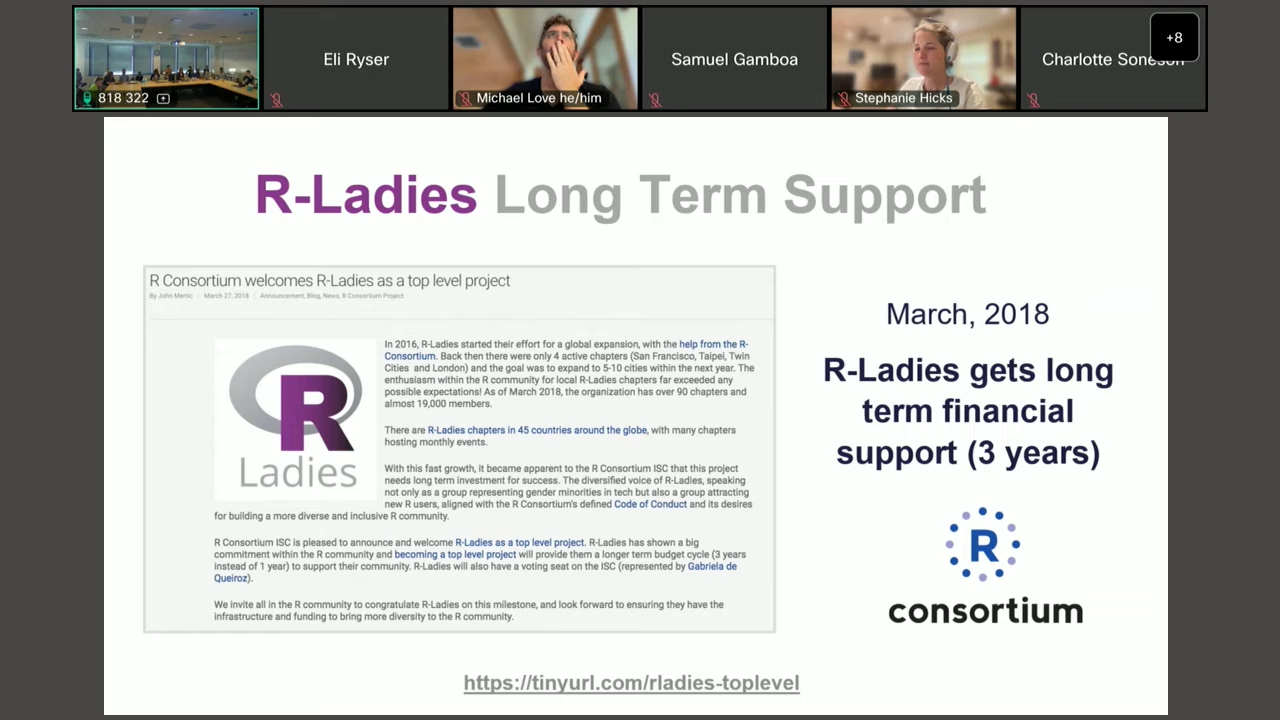 Eli Ryser
Samuel Gamboa
Charlotte Soneson
+8
818 322
Michael Love he/him
Stephanie Hicks
R-Ladies Long Term Support
R Consortium welcomes R-Ladies as a top level project
By John Mertic | March 27, 2018 | Announcement, Blog, News, R Consortium Project
R
Ladies
In 2016, R-Ladies started their effort for a global expansion, with the help from the R-
Consortium. Back then there were only 4 active chapters (San Francisco, Taipei, Twin
Cities and London) and the goal was to expand to 5-10 cities within the next year. The
enthusiasm within the R community for local R-Ladies chapters far exceeded any
possible expectations! As of March 2018, the organization has over 90 chapters and
almost 19,000 members.
There are R-Ladies chapters in 45 countries around the globe, with many chapters
hosting monthly events.
With this fast growth, it became apparent to the R Consortium ISC that this project
needs long term investment for success. The diversified voice of R-Ladies, speaking
not only as a group representing gender minorities in tech but also a group attracting
new R users, aligned with the R Consortium's defined Code of Conduct and its desires
for building a more diverse and inclusive R community.
R Consortium ISC is pleased to announce and welcome R-Ladies as a top level project. R-Ladies has shown a big
commitment within the R community and becoming a top level project will provide them a longer term budget cycle (3 years
instead of 1 year) to support their community. R-Ladies will also have a voting seat on the ISC (represented by Gabriela de
Queiroz).
We invite all in the R community to congratulate R-Ladies on this milestone, and look forward to ensuring they have the
infrastructure and funding to bring more diversity to the R community.
March, 2018
R-Ladies gets long
term financial
support (3 years)
R
consortium
https://tinyurl.com/rladies-toplevel